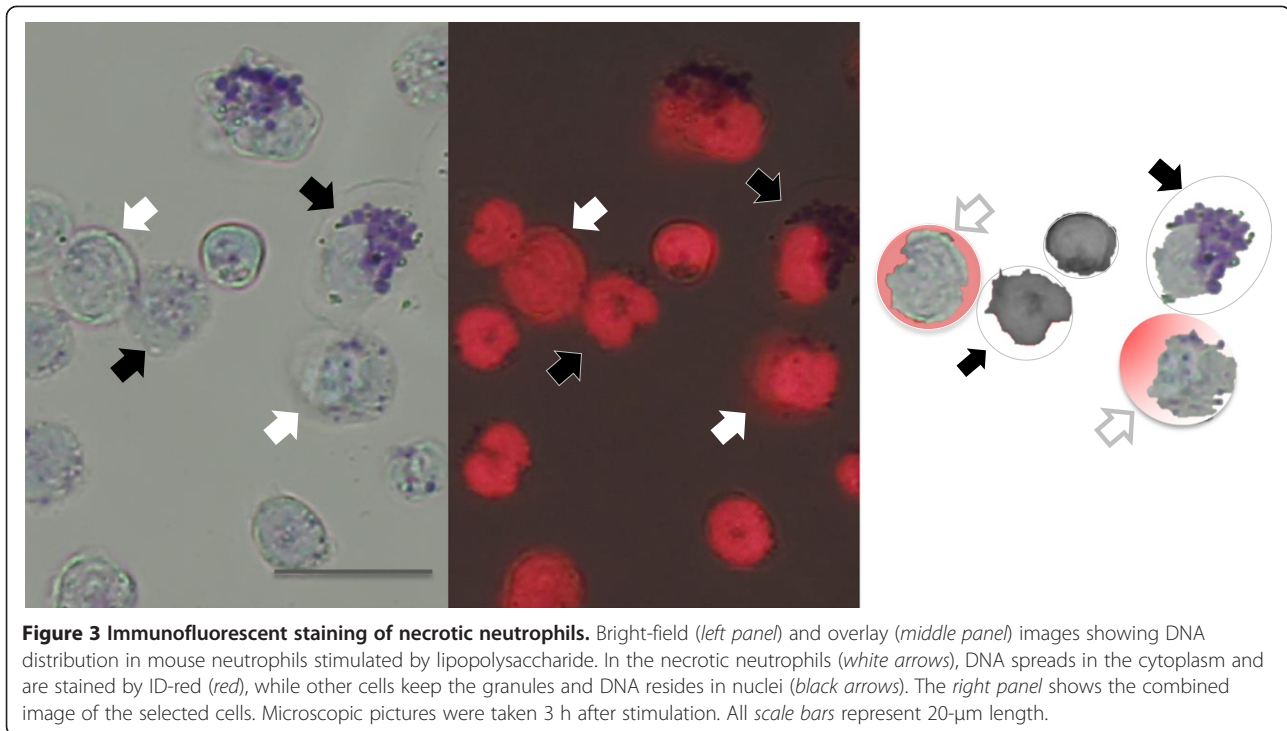 Figure 3 Immunofluorescent staining of necrotic neutrophils. Bright-field (left panel) and overlay (middle panel) images showing DNA
distribution in mouse neutrophils stimulated by lipopolysaccharide. In the necrotic neutrophils (white arrows), DNA spreads in the cytoplasm and
are stained by ID-red (red), while other cells keep the granules and DNA resides in nuclei (black arrows). The right panel shows the combined
image of the selected cells. Microscopic pictures were taken 3 h after stimulation. All scale bars represent 20-μm length.